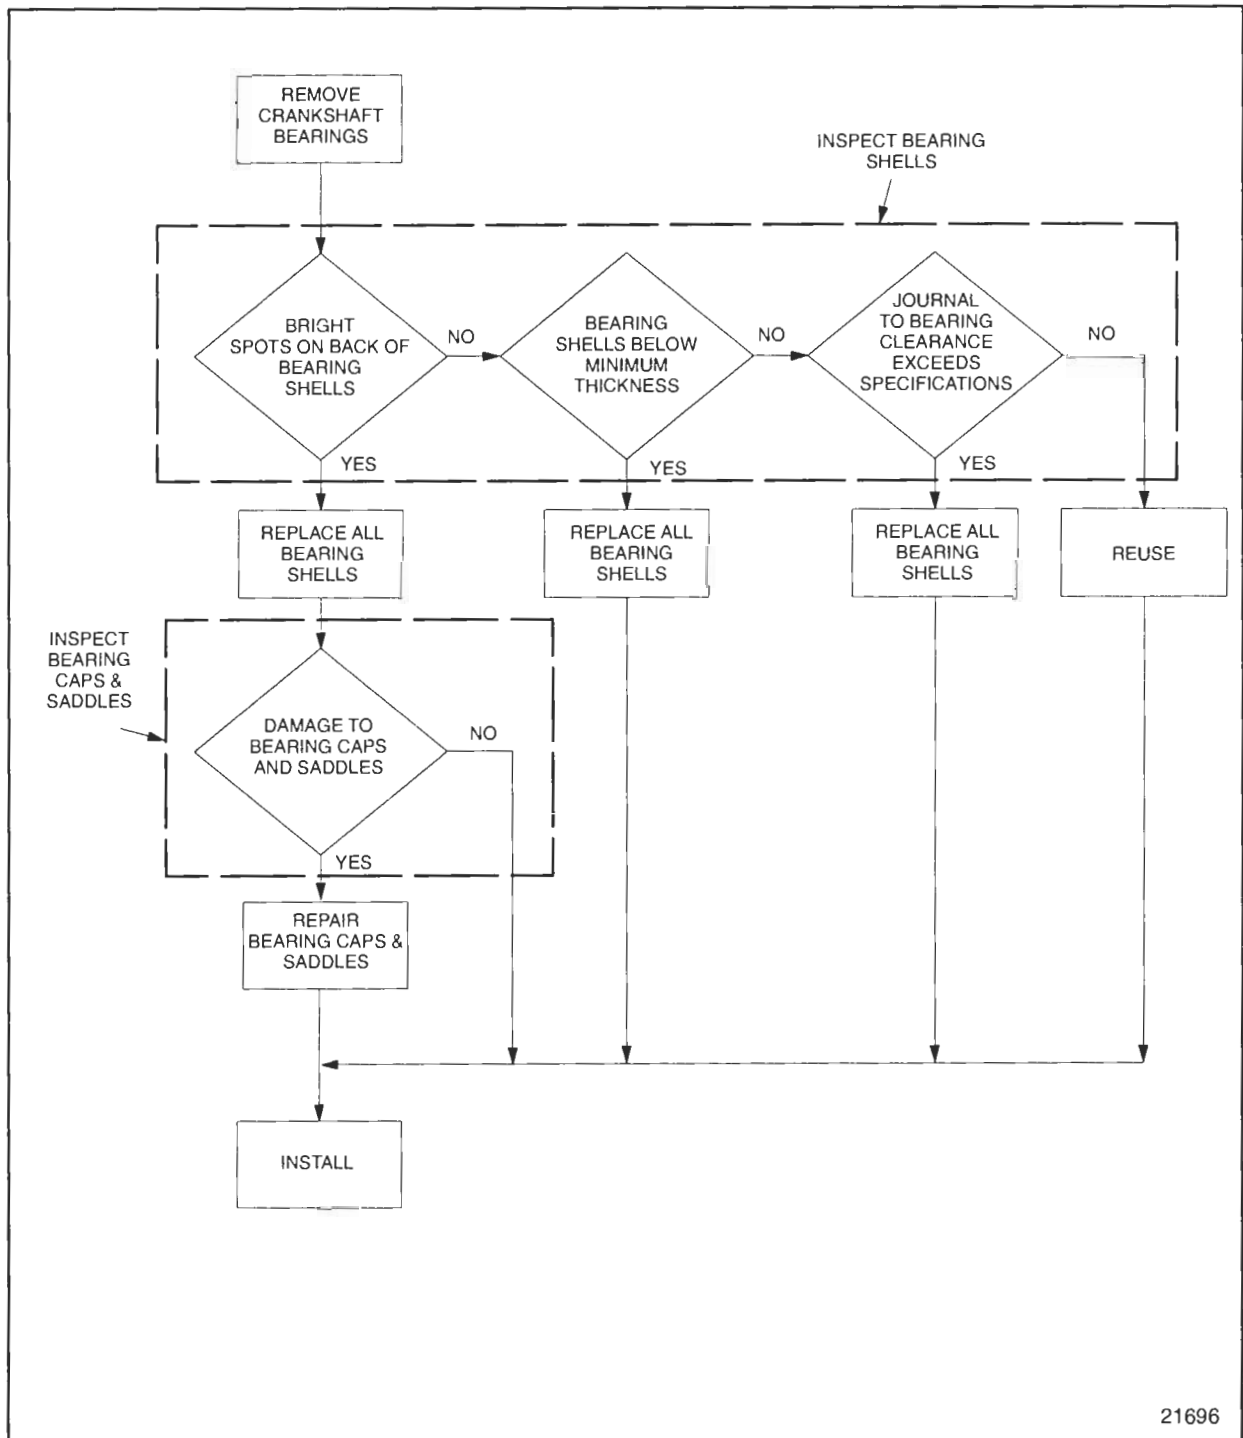 REMOVE
CRANKSHAFT
BEARINGS
INSPECT BEARING
SHELLS
BRIGHT
SPOTS ON BACK OF
BEARING
SHELLS
NO
BEARING
SHELLS BELOW
MINIMUM
THICKNESS
NO
JOURNAL
TO BEARING
CLEARANCE
EXCEEDS
SPECIFICATIONS
NO
YES
YES
YES
REPLACE ALL
BEARING
SHELLS
REPLACE ALL
BEARING
SHELLS
REPLACE ALL
BEARING
SHELLS
REUSE
INSPECT
BEARING
CAPS &
SADDLES
DAMAGE TO
BEARING CAPS
AND SADDLES
NO
YES
REPAIR
BEARING CAPS &
SADDLES
INSTALL
21696